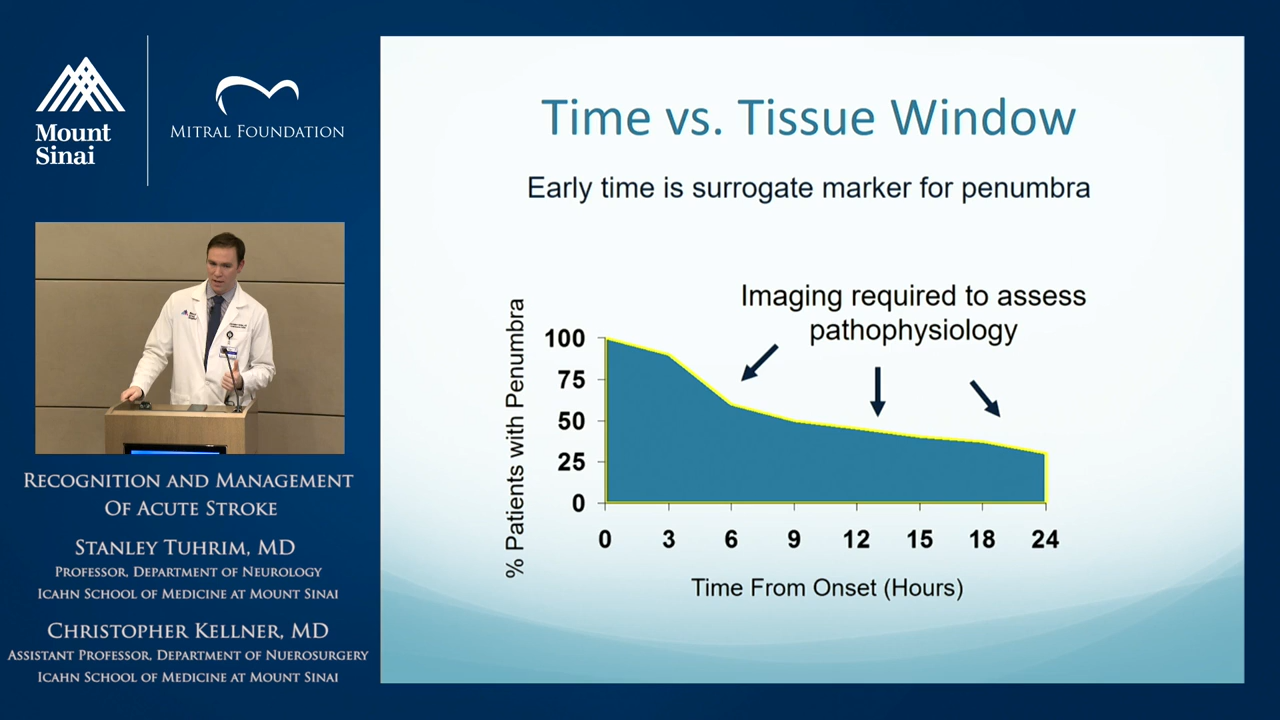 Mount
Sinai
MITRAL FOUNDATION
RECOGNITION AND MANAGEMENT
OF ACUTE STROKE
STANLEY TUHRIM, MD
PROFESSOR, DEPARTMENT OF NEUROLOGY
ICAHN SCHOOL OF MEDICINE AT MOUNT SINAI
CHRISTOPHER KELLNER, MD
ASSISTANT PROFESSOR, DEPARTMENT OF NUEROSURGERY
ICAHN SCHOOL OF MEDICINE AT MOUNT SINAI
Time vs. Tissue Window
Early time is surrogate marker for penumbra
Imaging required to assess
pathophysiology
% Patients with Penumbra
100
75
50
25
0
0 3 6 9 12 15 18 24
Time From Onset (Hours)